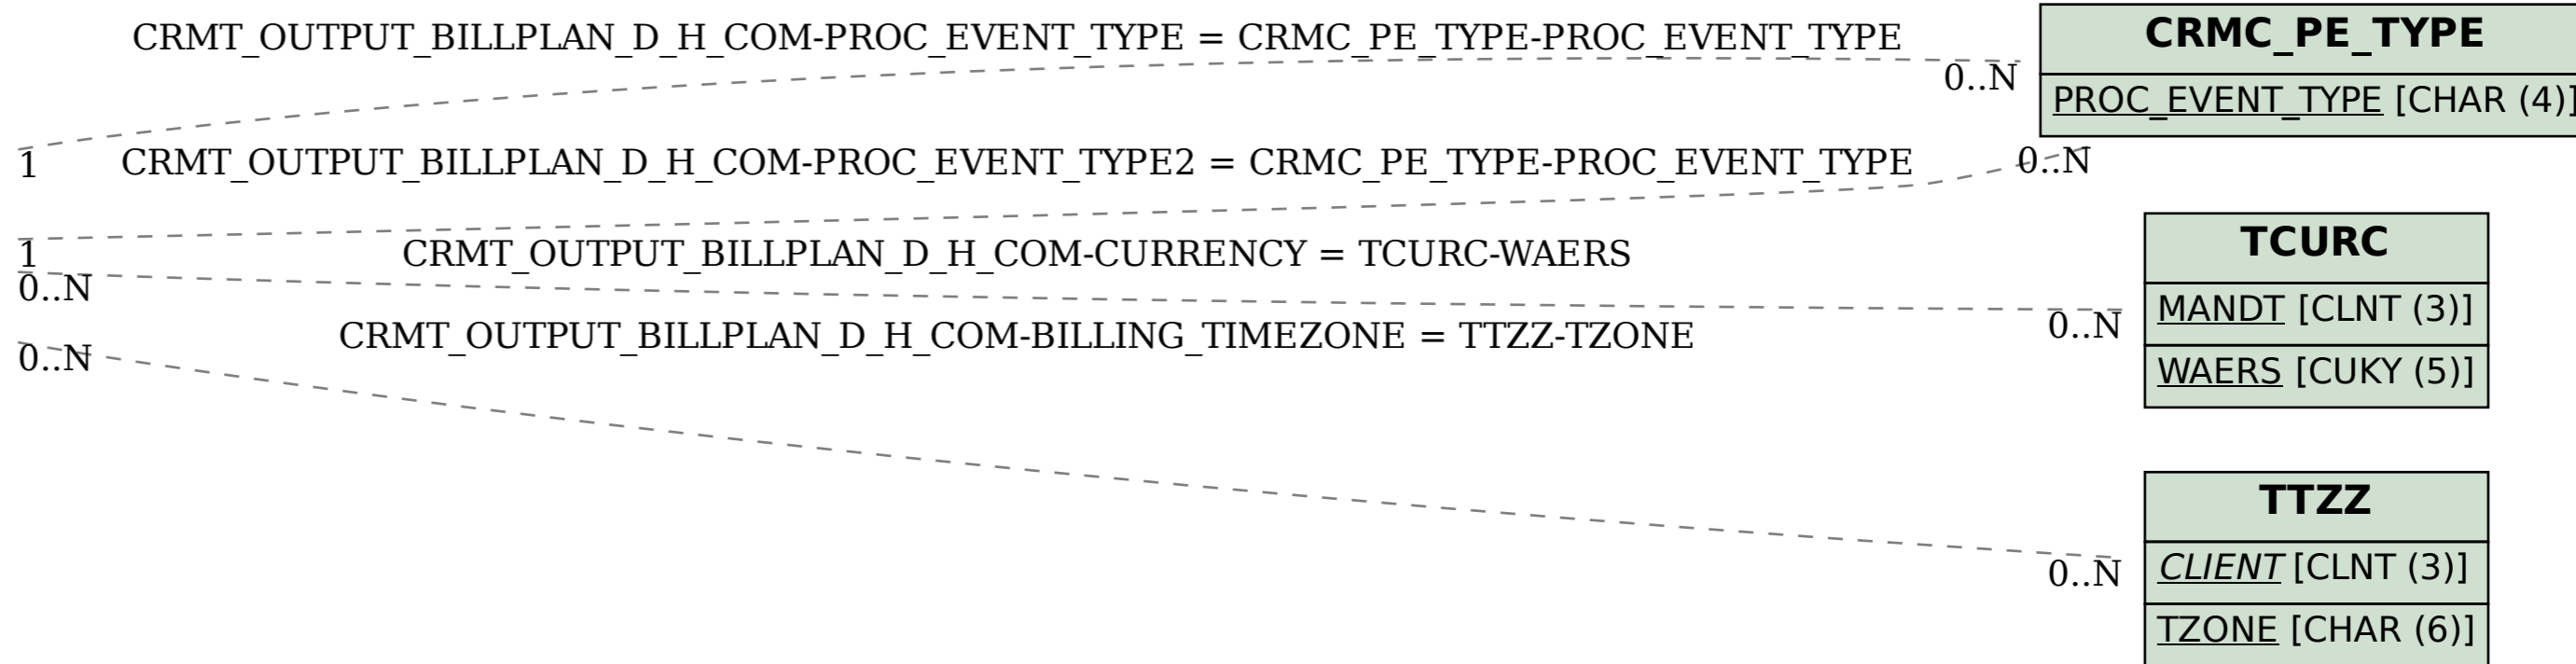 CRMT_OUTPUT_BILLPLAN_D_H_COM-PROC_EVENT_TYPE = CRMC_PE_TYPE-PROC_EVENT_TYPE
1
0..N
CRMC_PE_TYPE
PROC_EVENT_TYPE [CHAR (4)]
CRMT_OUTPUT_BILLPLAN_D_H_COM-PROC_EVENT_TYPE2 = CRMC_PE_TYPE-PROC_EVENT_TYPE
1
0..N
CRMT_OUTPUT_BILLPLAN_D_H_COM-CURRENCY = TCURC-WAERS
0..N
0..N
TCURC
MANDT [CLNT (3)]
WAERS [CUKY (5)]
CRMT_OUTPUT_BILLPLAN_D_H_COM-BILLING_TIMEZONE = TTZZ-TZONE
0..N
0..N
TTZZ
CLIENT [CLNT (3)]
TZONE [CHAR (6)]